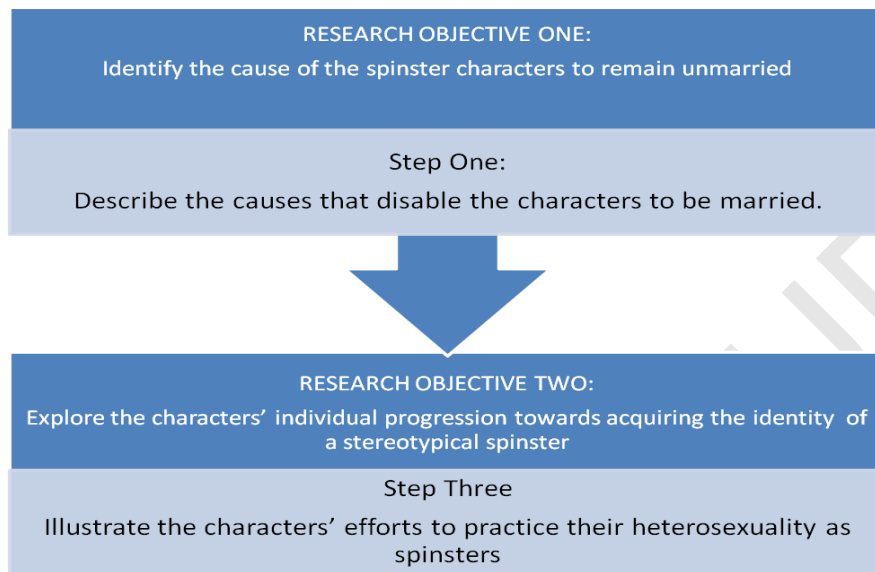 RESEARCH OBJECTIVE ONE:
Identify the cause of the spinster characters to remain unmarried
Step One:
Describe the causes that disable the characters to be married.
RESEARCH OBJECTIVE TWO:
Explore the characters’ individual progression towards acquiring the identity of
a stereotypical spinster
Step Three
Illustrate the characters’ efforts to practice their heterosexuality as
spinsters